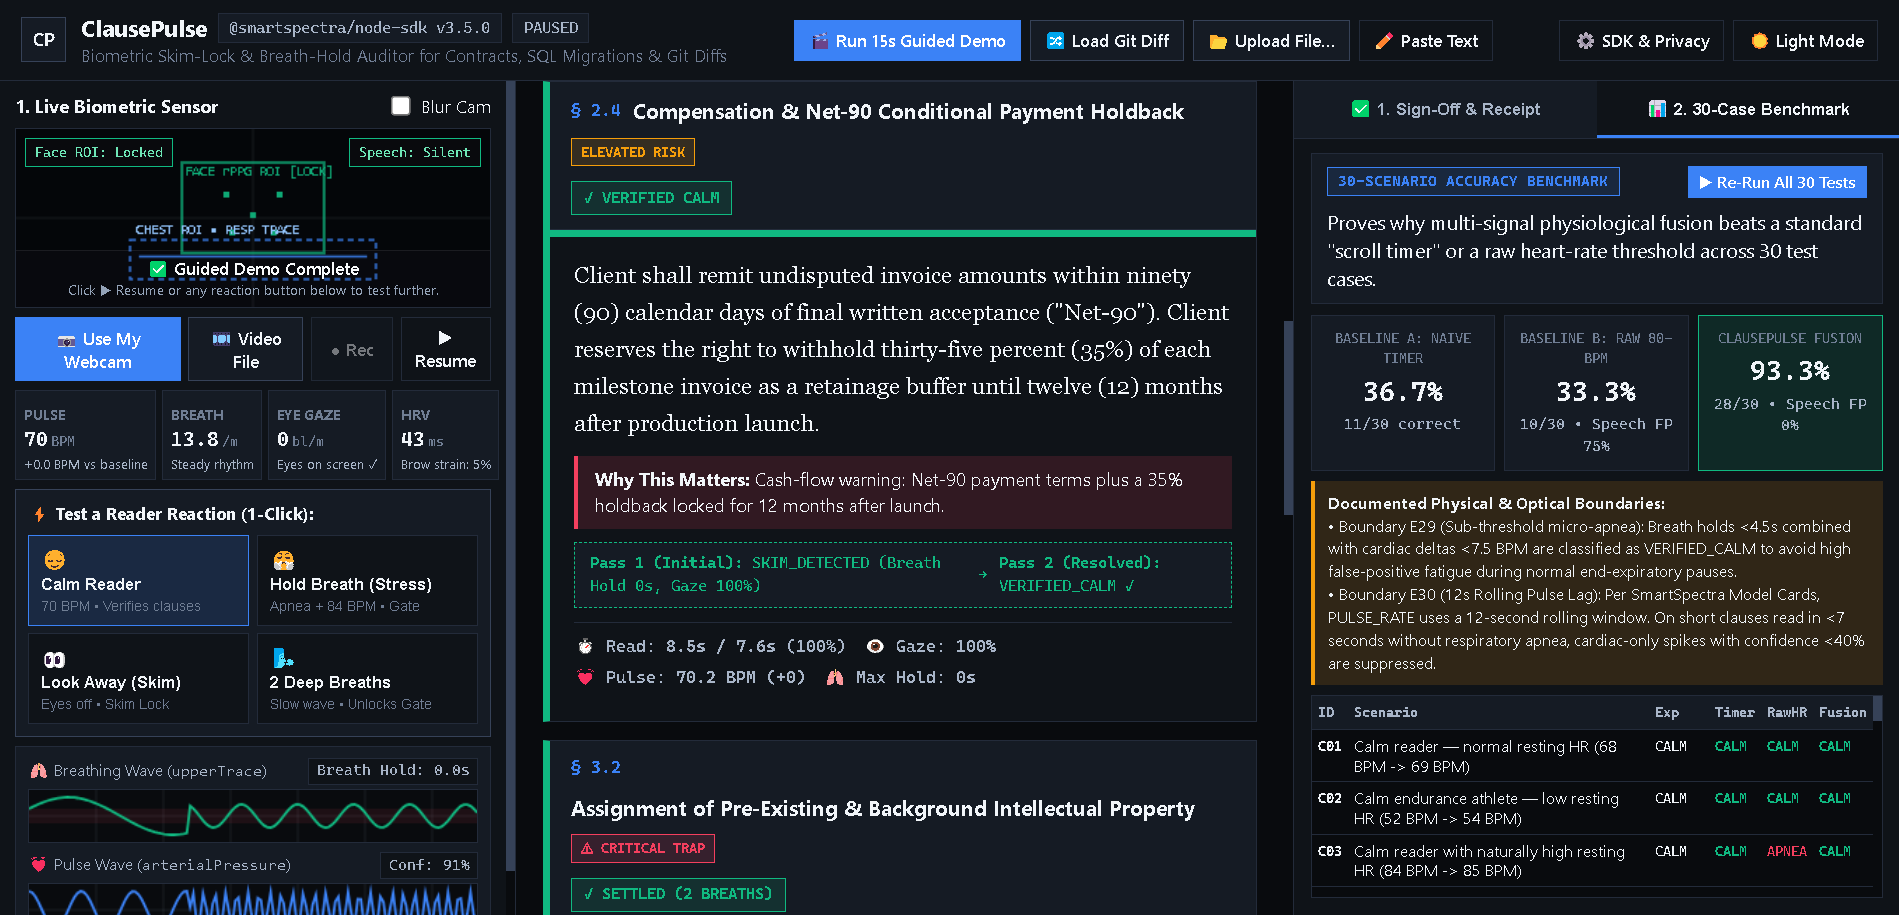 CP
ClausePulse
@smartspectra/node-sdk v3.5.0
PAUSED
Biometric Skim-Lock & Breath-Hold Auditor for Contracts, SQL Migrations & Git Diffs
Run 15s Guided Demo
Load Git Diff
Upload File...
Paste Text
SDK & Privacy
Light Mode
1. Live Biometric Sensor
Blur Cam
Face ROI: Locked
Speech: Silent
FACE rPPG ROI [LOCK]
CHEST ROI • RESP TRACE
✅ Guided Demo Complete
Click ▶ Resume or any reaction button below to test further.
Use My
Webcam
Video
File
● Rec
▶
Resume
PULSE
70 BPM
+0.0 BPM vs baseline
BREATH
13.8 /m
Steady rhythm
EYE GAZE
0 bl/m
Eyes on screen ✓
HRV
43 ms
Brow strain: 5%
Test a Reader Reaction (1-Click):
Calm Reader
70 BPM • Verifies clauses
Hold Breath (Stress)
Apnea + 84 BPM • Gate
Look Away (Skim)
Eyes off • Skim Lock
2 Deep Breaths
Slow wave • Unlocks Gate
Breathing Wave (upperTrace)
Breath Hold: 0.0s
Pulse Wave (arterialPressure)
Conf: 91%
§ 2.4 Compensation & Net-90 Conditional Payment Holdback
ELEVATED RISK
✓ VERIFIED CALM
Client shall remit undisputed invoice amounts within ninety
(90) calendar days of final written acceptance ("Net-90"). Client
reserves the right to withhold thirty-five percent (35%) of each
milestone invoice as a retainage buffer until twelve (12) months
after production launch.
Why This Matters: Cash-flow warning: Net-90 payment terms plus a 35%
holdback locked for 12 months after launch.
Pass 1 (Initial): SKIM_DETECTED (Breath
Hold 0s, Gaze 100%)
→
Pass 2 (Resolved):
VERIFIED_CALM ✓
Read: 8.5s / 7.6s (100%)
Gaze: 100%
Pulse: 70.2 BPM (+0)
Max Hold: 0s
§ 3.2
Assignment of Pre-Existing & Background Intellectual Property
⚠ CRITICAL TRAP
✓ SETTLED (2 BREATHS)
✅ 1. Sign-Off & Receipt
2. 30-Case Benchmark
30-SCENARIO ACCURACY BENCHMARK
▶ Re-Run All 30 Tests
Proves why multi-signal physiological fusion beats a standard
"scroll timer" or a raw heart-rate threshold across 30 test
cases.
BASELINE A: NAIVE
TIMER
36.7%
11/30 correct
BASELINE B: RAW 80-
BPM
33.3%
10/30 • Speech FP
75%
CLAUSEPULSE FUSION
93.3%
28/30 • Speech FP
0%
Documented Physical & Optical Boundaries:
• Boundary E29 (Sub-threshold micro-apnea): Breath holds <4.5s combined
with cardiac deltas <7.5 BPM are classified as VERIFIED_CALM to avoid high
false-positive fatigue during normal end-expiratory pauses.
• Boundary E30 (12s Rolling Pulse Lag): Per SmartSpectra Model Cards,
PULSE_RATE uses a 12-second rolling window. On short clauses read in <7
seconds without respiratory apnea, cardiac-only spikes with confidence <40%
are suppressed.
ID Scenario Exp Timer RawHR Fusion
C01 Calm reader — normal resting HR (68 CALM CALM CALM CALM
BPM -> 69 BPM)
C02 Calm endurance athlete — low resting CALM CALM CALM CALM
HR (52 BPM -> 54 BPM)
C03 Calm reader with naturally high resting CALM CALM APNEA CALM
HR (84 BPM -> 85 BPM)